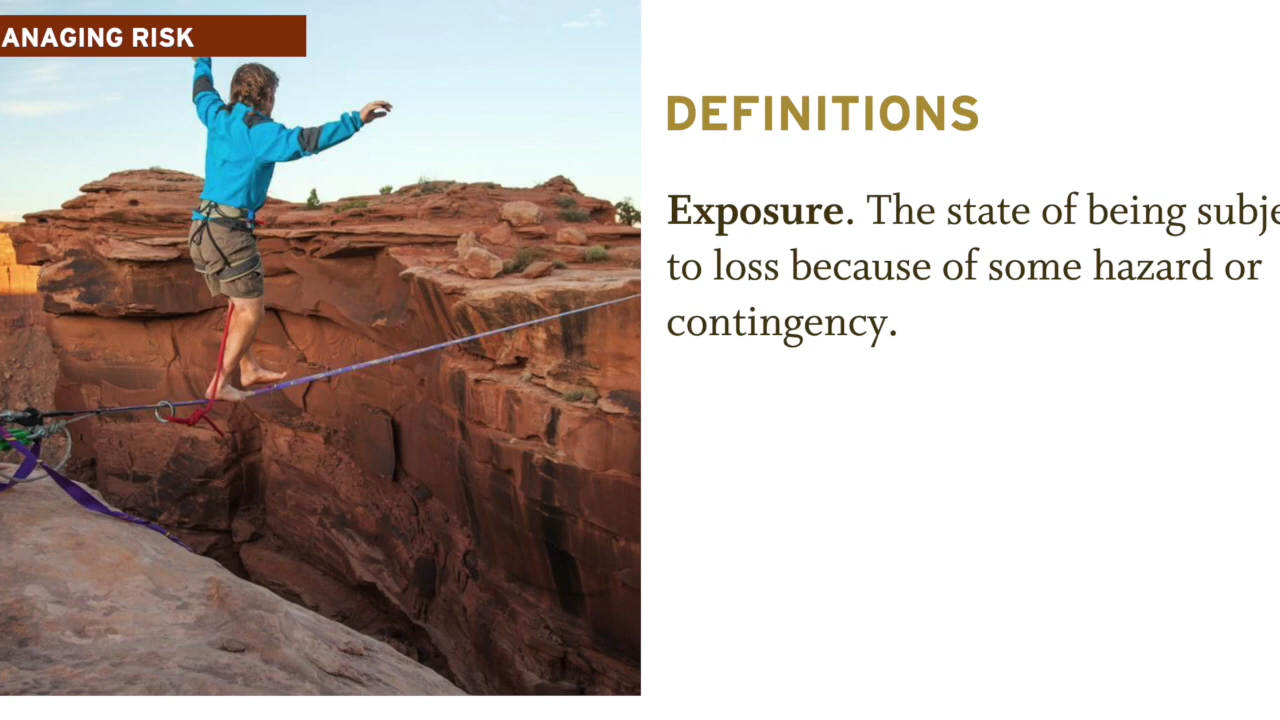 ANAGING RISK
DEFINITIONS
Exposure. The state of being subje
to loss because of some hazard or
contingency.